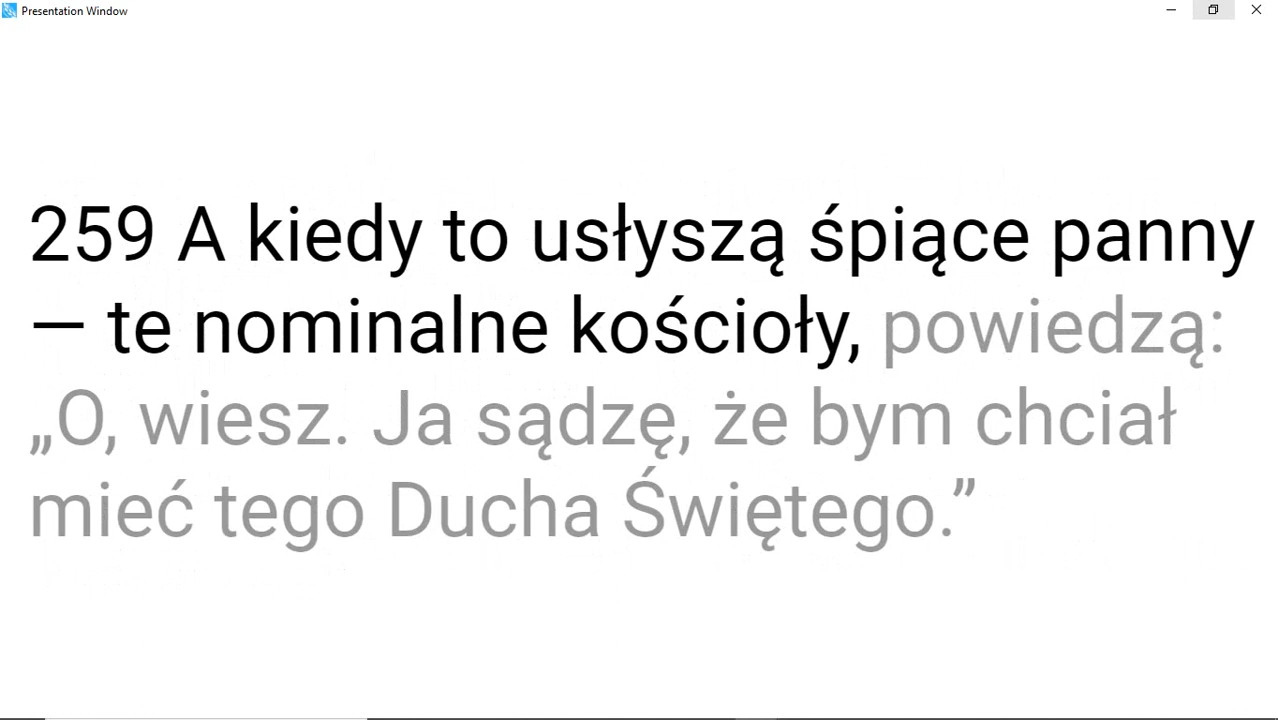 Presentation Window
259 A kiedy to usłyszą śpiące panny
— te nominalne kościoły, powiedzą:
„O, wiesz. Ja sądzę, że bym chciał
mieć tego Ducha Świętego.”